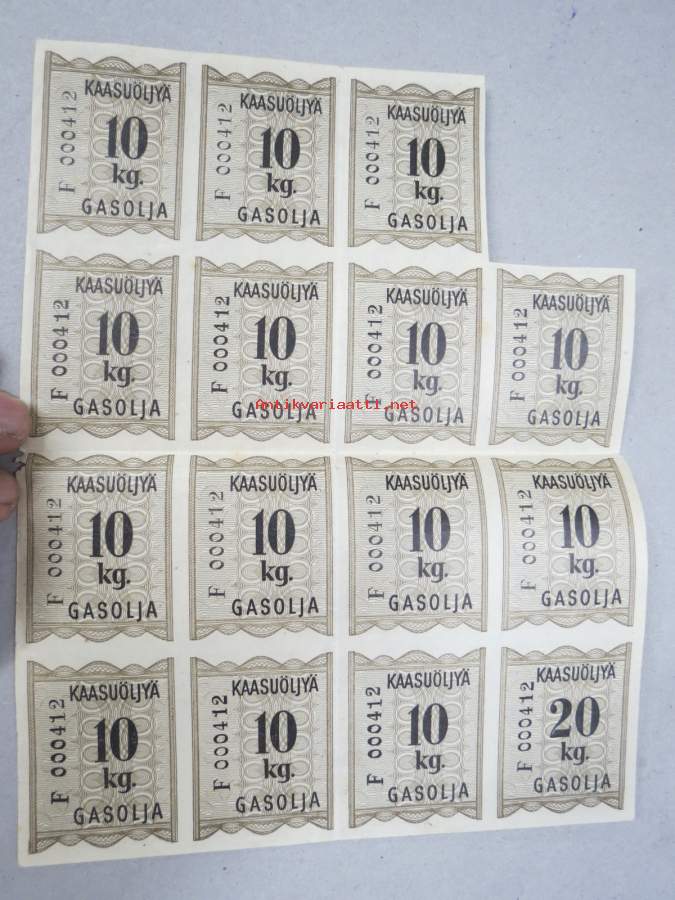 KAASUÖLJYÄ
F 000412
10
kg.
GASOLJA
KAASUÖLJYÄ
F 000412
10
kg.
GASOLJA
KAASUÖLJYÄ
F 000412
10
kg.
GASOLJA
KAASUÖLJYÄ
F 000412
10
kg.
GASOLJA
KAASUÖLJYÄ
F 000412
10
kg.
GASOLJA
KAASUÖLJYÄ
F 000412
10
kg.
GASOLJA
KAASUÖLJYÄ
F 000412
10
kg.
GASOLJA
Antikvariaatti.net
KAASUÖLJYÄ
F 000412
10
kg.
GASOLJA
KAASUÖLJYÄ
F 000412
10
kg.
GASOLJA
KAASUÖLJYÄ
F 000412
10
kg.
GASOLJA
KAASUÖLJYÄ
F 000412
10
kg.
GASOLJA
KAASUÖLJYÄ
F 000412
10
kg.
GASOLJA
KAASUÖLJYÄ
F 000412
10
kg.
GASOLJA
KAASUÖLJYÄ
F 000412
10
kg.
GASOLJA
KAASUÖLJYÄ
F 000412
20
kg.
GASOLJA